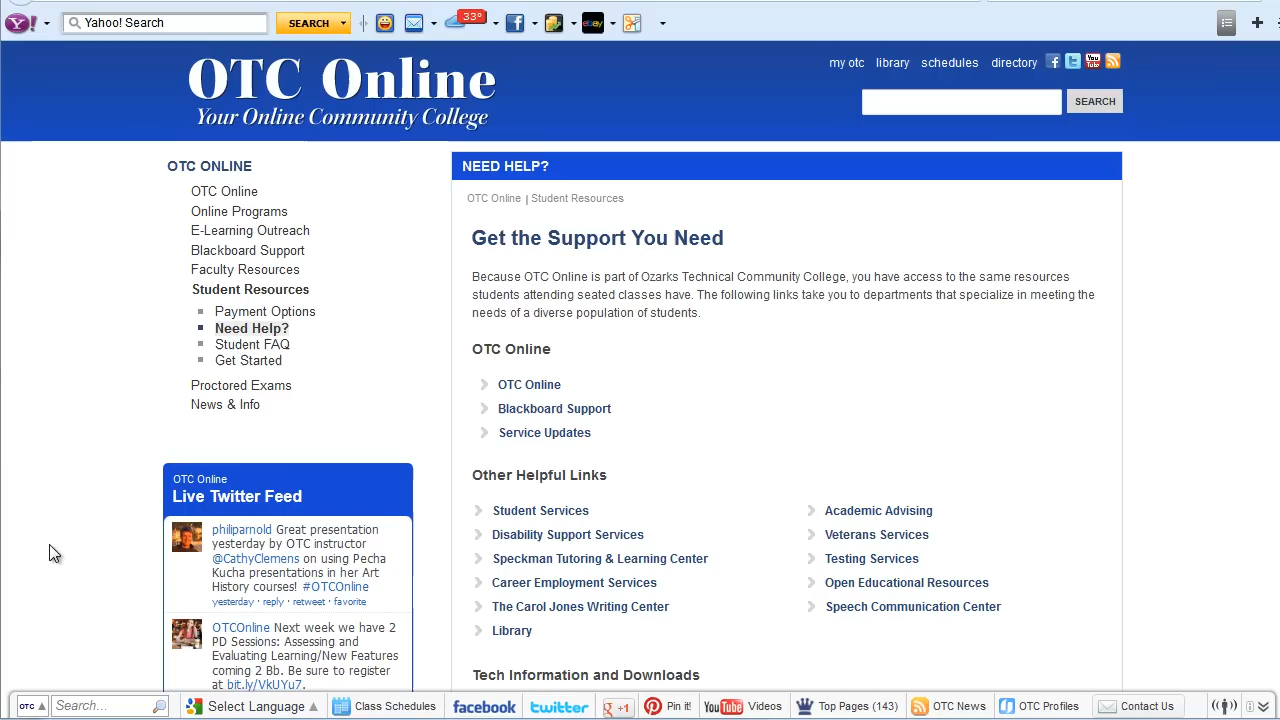 Yahoo! Search
SEARCH
33°
ebay
OTC Online
Your Online Community College
my otc library schedules directory
SEARCH
OTC ONLINE
OTC Online
Online Programs
E-Learning Outreach
Blackboard Support
Faculty Resources
Student Resources
Payment Options
Need Help?
Student FAQ
Get Started
Proctored Exams
News & Info
OTC Online
Live Twitter Feed
philiparnold Great presentation
yesterday by OTC instructor
@CathyClemens on using Pecha
Kucha presentations in her Art
History courses! #OTCOnline
yesterday · reply · retweet · favorite
OTCOnline Next week we have 2
PD Sessions: Assessing and
Evaluating Learning/New Features
coming 2 Bb. Be sure to register
at bit.ly/VkUYu7.
NEED HELP?
OTC Online | Student Resources
Get the Support You Need
Because OTC Online is part of Ozarks Technical Community College, you have access to the same resources
students attending seated classes have. The following links take you to departments that specialize in meeting the
needs of a diverse population of students.
OTC Online
OTC Online
Blackboard Support
Service Updates
Other Helpful Links
Student Services
Disability Support Services
Speckman Tutoring & Learning Center
Career Employment Services
The Carol Jones Writing Center
Library
Academic Advising
Veterans Services
Testing Services
Open Educational Resources
Speech Communication Center
Tech Information and Downloads
OTC Search... Select Language Class Schedules facebook twitter g +1 Pin it! YouTube Videos Top Pages (143) OTC News OTC Profiles Contact Us